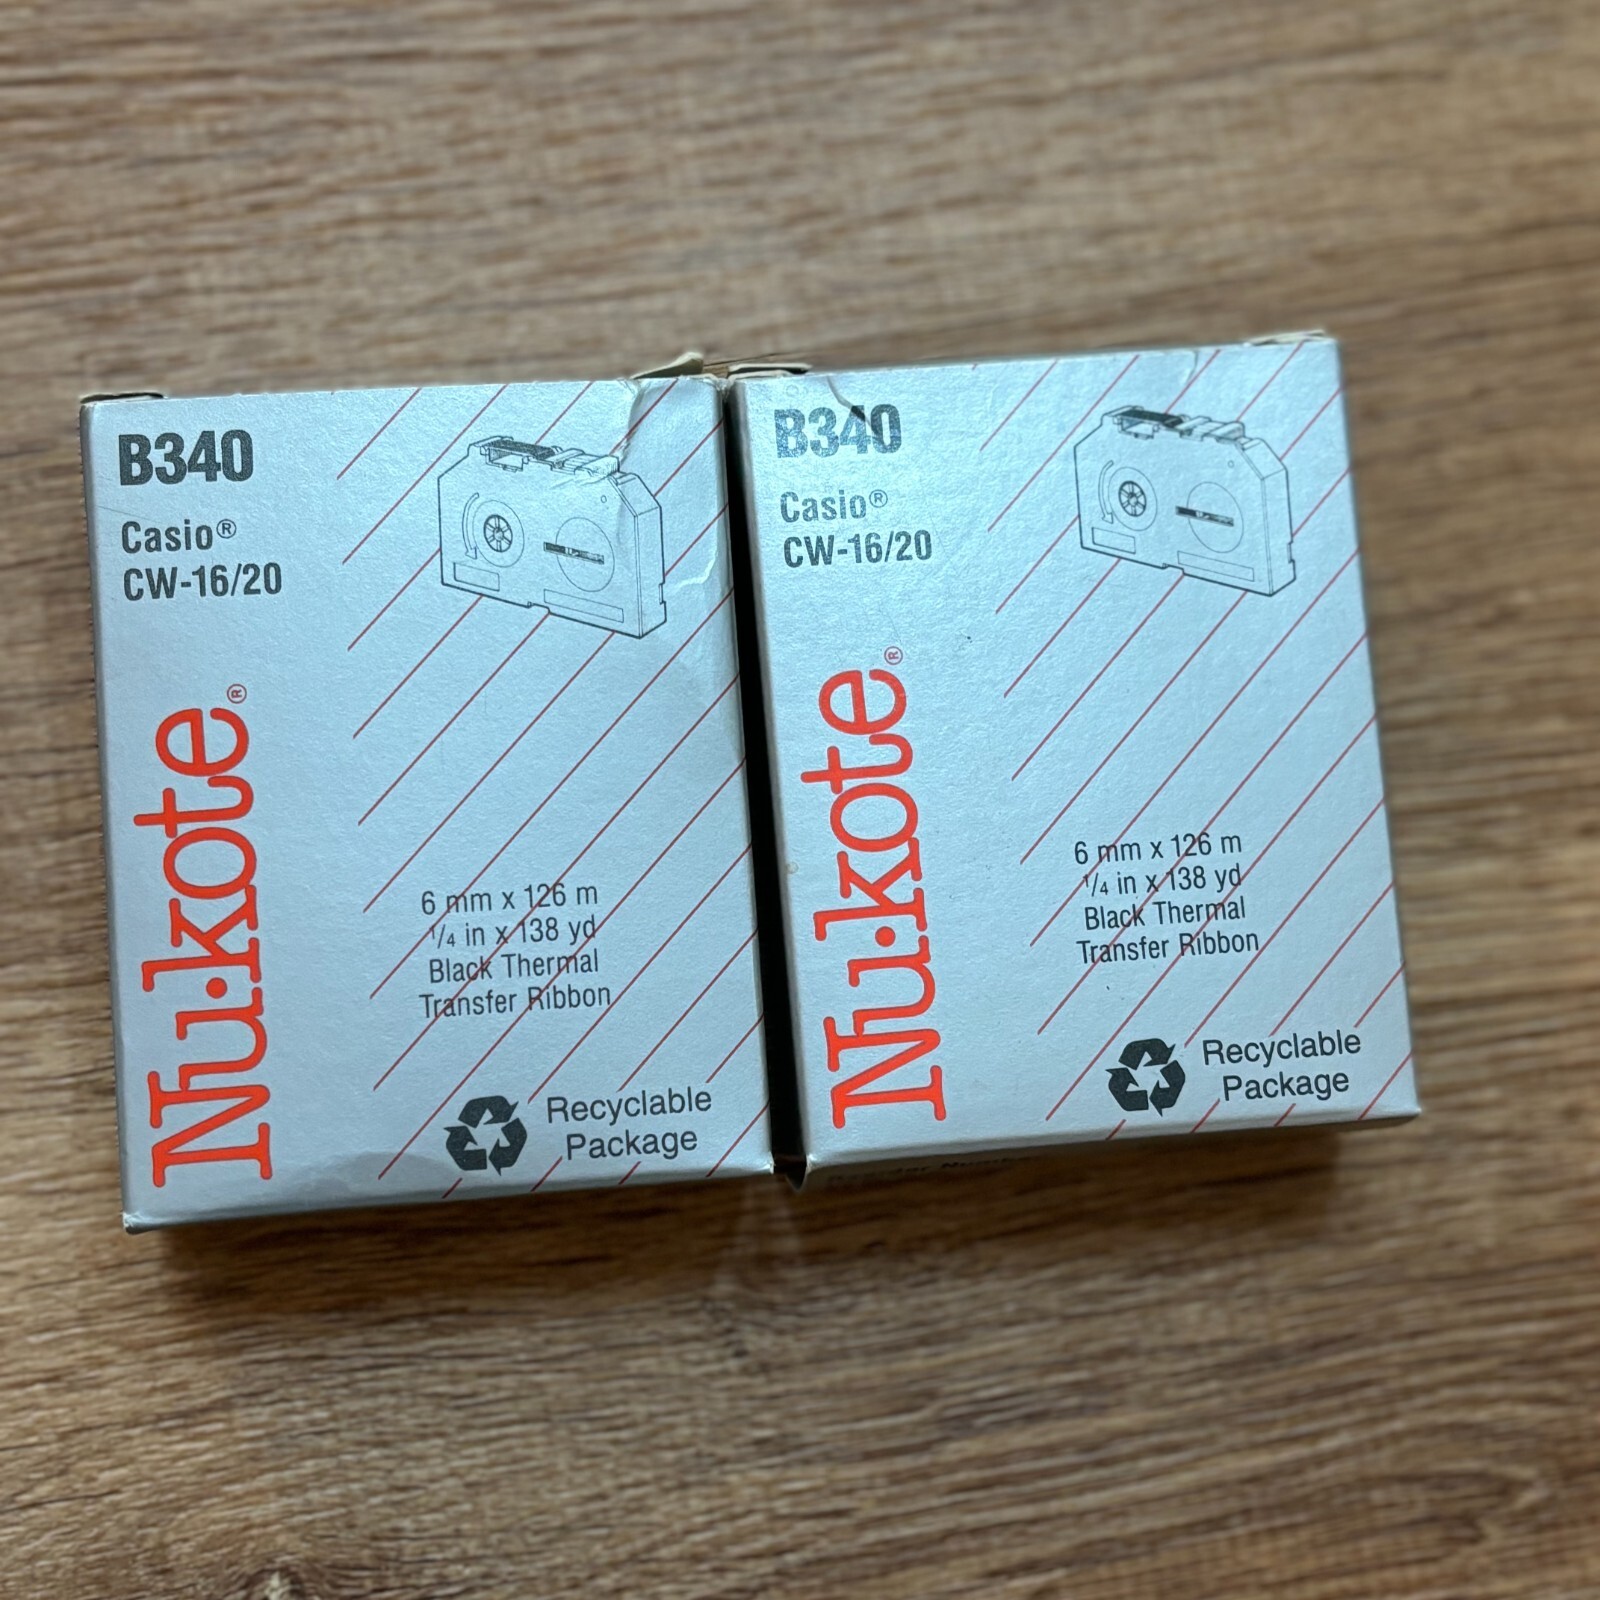 B340
Casio®
CW-16/20
Nu·kote®
6 mm x 126 m
1/4 in x 138 yd
Black Thermal
Transfer Ribbon
Recyclable
Package
B340
Casio®
CW-16/20
Nu·kote®
6 mm x 126 m
1/4 in x 138 yd
Black Thermal
Transfer Ribbon
Recyclable
Package